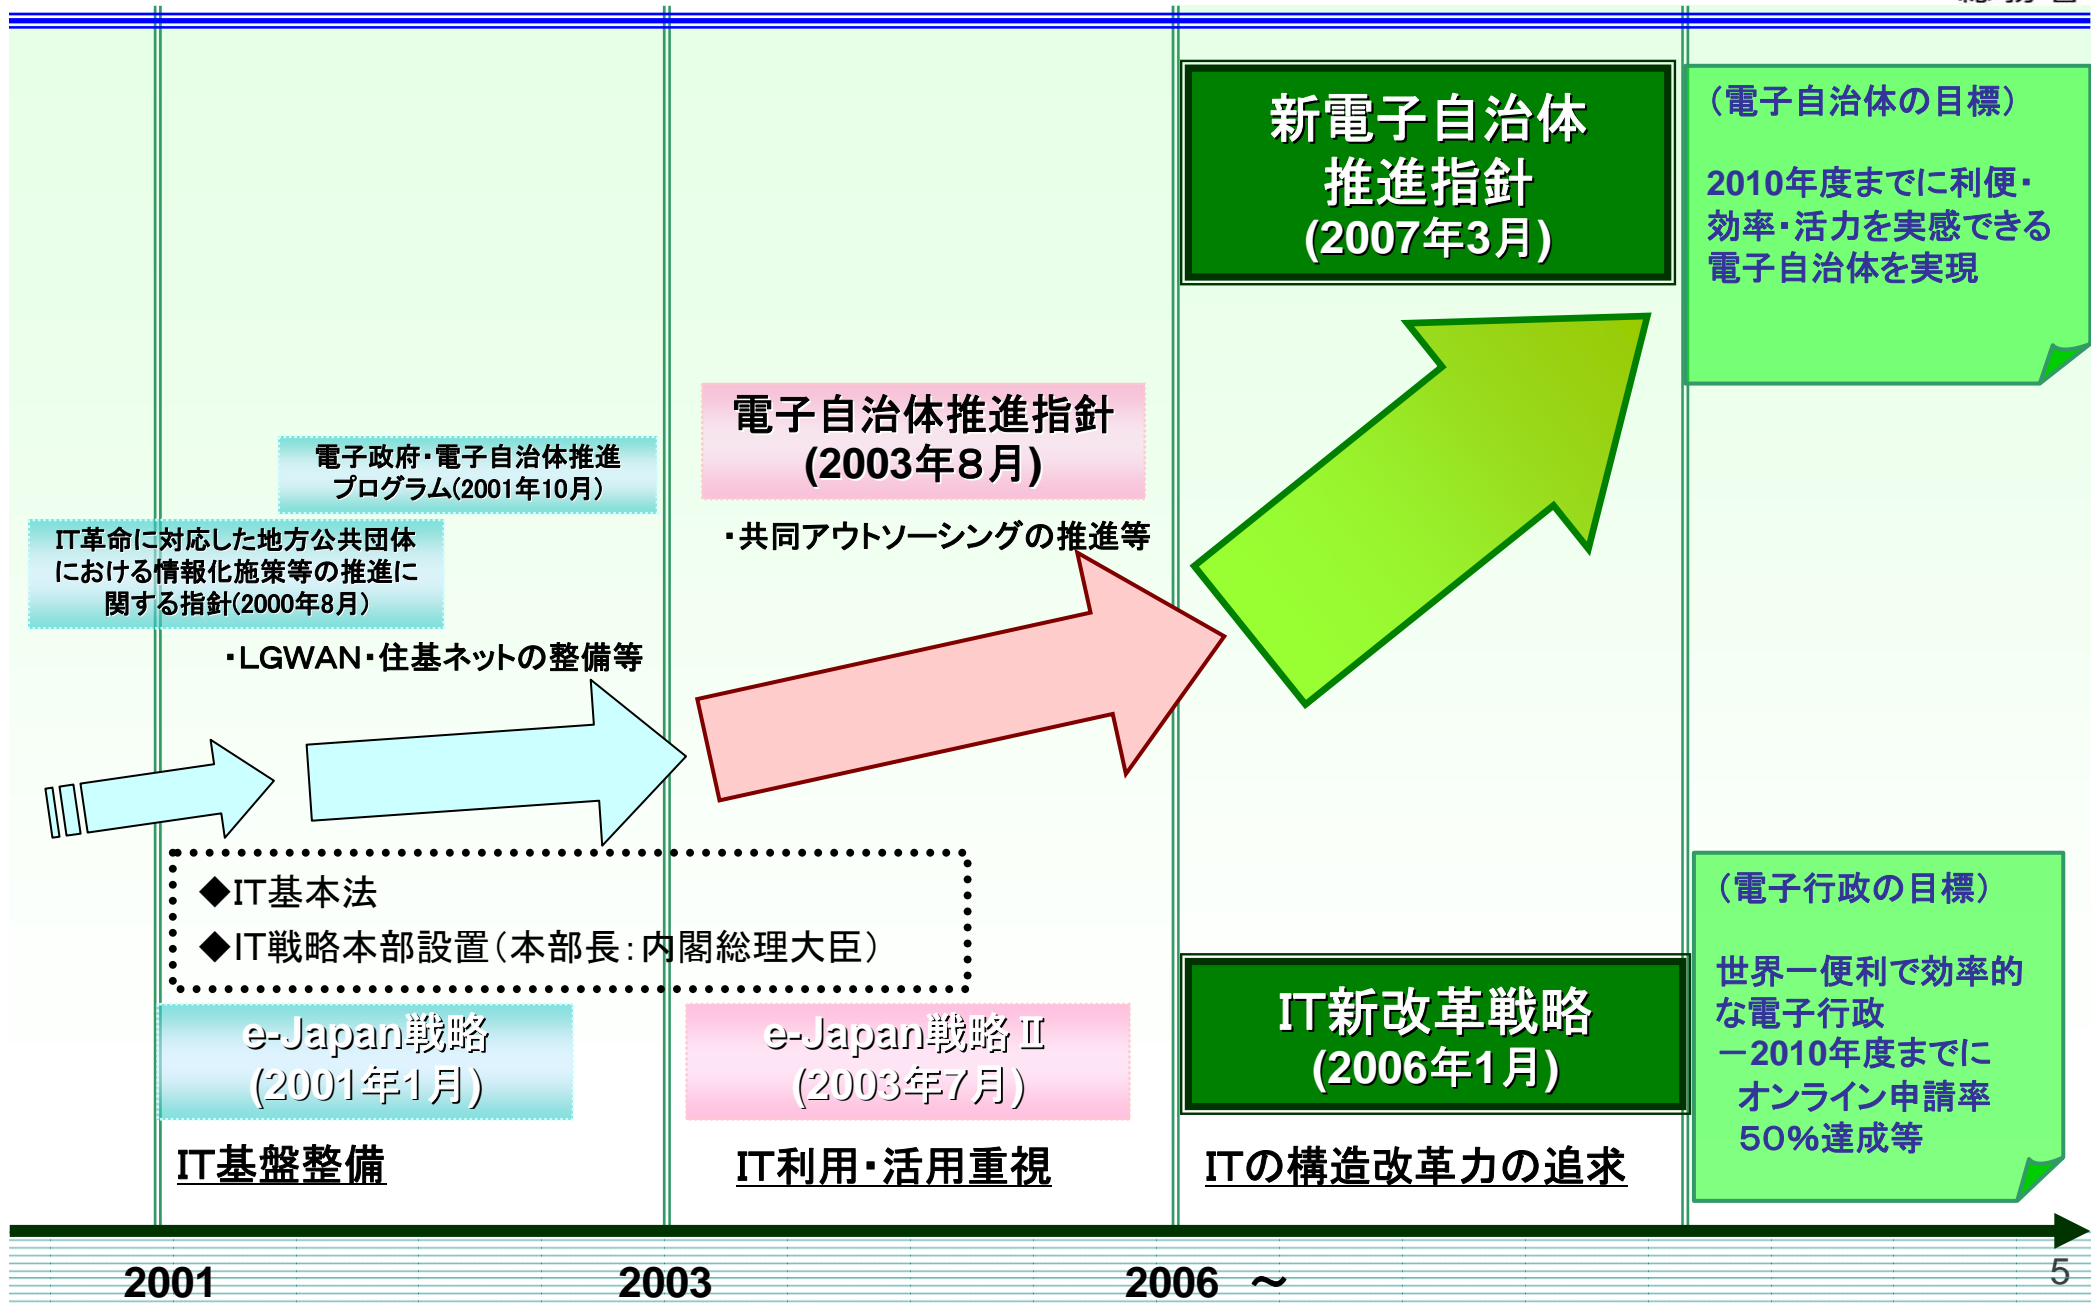 新電子自治体
推進指針
(2007年3月)
（電子自治体の目標）
2010年度までに利便・
効率・活力を実感できる
電子自治体を実現
電子自治体推進指針
(2003年８月)
・共同アウトソーシングの推進等
電子政府・電子自治体推進
プログラム(2001年10月)
IT革命に対応した地方公共団体
における情報化施策等の推進に
関する指針(2000年8月)
・LGWAN・住基ネットの整備等
◆IT基本法
◆IT戦略本部設置（本部長：内閣総理大臣）
e-Japan戦略
(2001年1月)
e-Japan戦略Ⅱ
(2003年7月)
IT新改革戦略
(2006年1月)
（電子行政の目標）
世界一便利で効率的
な電子行政
－2010年度までに
オンライン申請率
５０％達成等
IT基盤整備
IT利用・活用重視
ITの構造改革力の追求
2001
2003
2006 ～
5